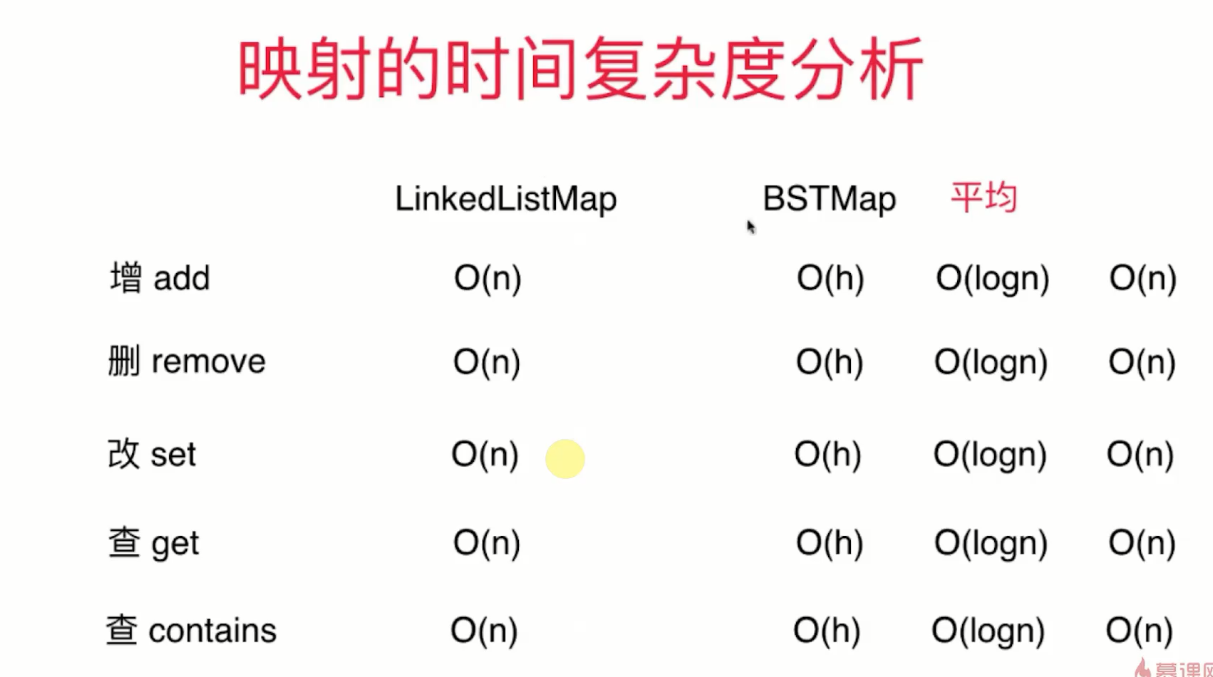 映射的时间复杂度分析
LinkedListMap BSTMap 平均
增 add O(n) O(h) O(logn) O(n)
删 remove O(n) O(h) O(logn) O(n)
改 set O(n) O(h) O(logn) O(n)
查 get O(n) O(h) O(logn) O(n)
查 contains O(n) O(h) O(logn) O(n)
慕课网